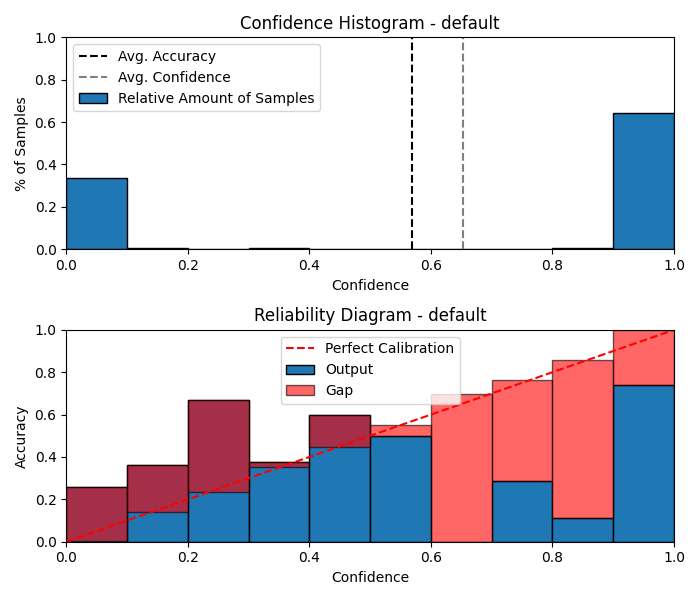 Confidence Histogram - default
1.0
0.8
0.6
0.4
0.2
0.0
% of Samples
Avg. Accuracy
Avg. Confidence
Relative Amount of Samples
0.0 0.2 0.4 0.6 0.8 1.0
Confidence
Reliability Diagram - default
1.0
0.8
0.6
0.4
0.2
0.0
Accuracy
Perfect Calibration
Output
Gap
0.0 0.2 0.4 0.6 0.8 1.0
Confidence